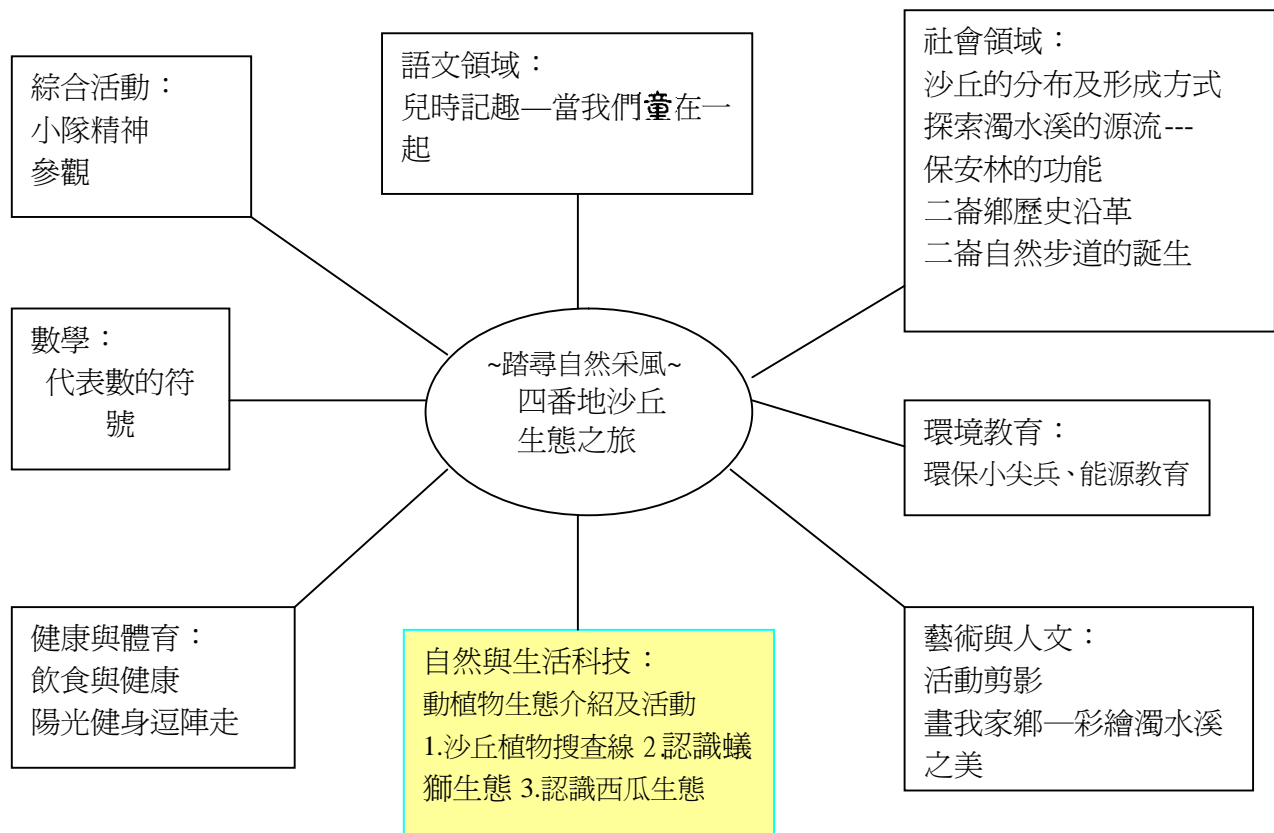 綜合活動：
小隊精神
參觀
語文領域：
兒時記趣—當我們童在一
起
社會領域：
沙丘的分布及形成方式
探索濁水溪的源流---
保安林的功能
二崙鄉歷史沿革
二崙自然步道的誕生
數學：
代表數的符
號
~踏尋自然采風~
四番地沙丘
生態之旅
環境教育：
環保小尖兵、能源教育
健康與體育：
飲食與健康
陽光健身逗陣走
自然與生活科技：
動植物生態介紹及活動
1.沙丘植物搜查線 2.認識蟻
獅生態 3.認識西瓜生態
藝術與人文：
活動剪影
畫我家鄉—彩繪濁水溪
之美